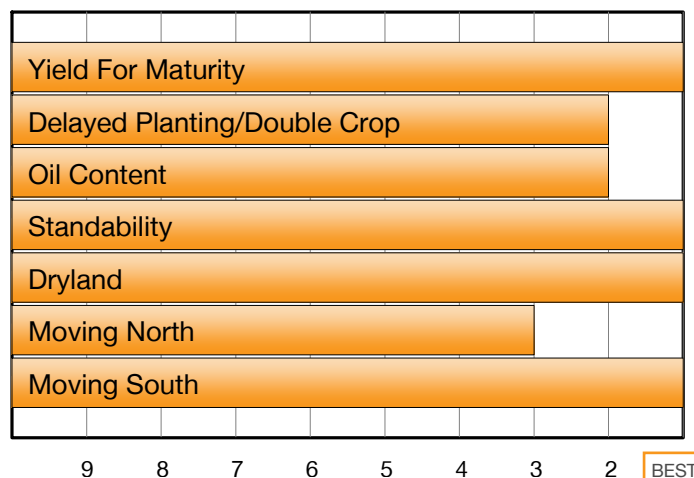 Yield For Maturity
Delayed Planting/Double Crop
Oil Content
Standability
Dryland
Moving North
Moving South
9 8 7 6 5 4 3 2 BEST